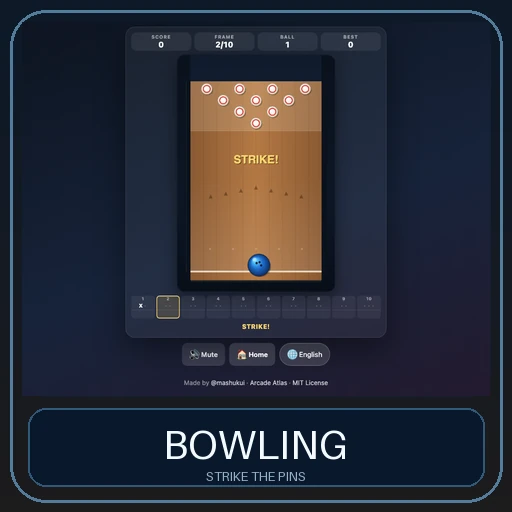 SCORE FRAME BALL BEST
0 2/10 1 0
STRIKE!
1 2 3 4 5 6 7 8 9 10
X
STRIKE!
Mute Home English
Made by @mashukui · Arcade Atlas · MIT License
BOWLING
STRIKE THE PINS